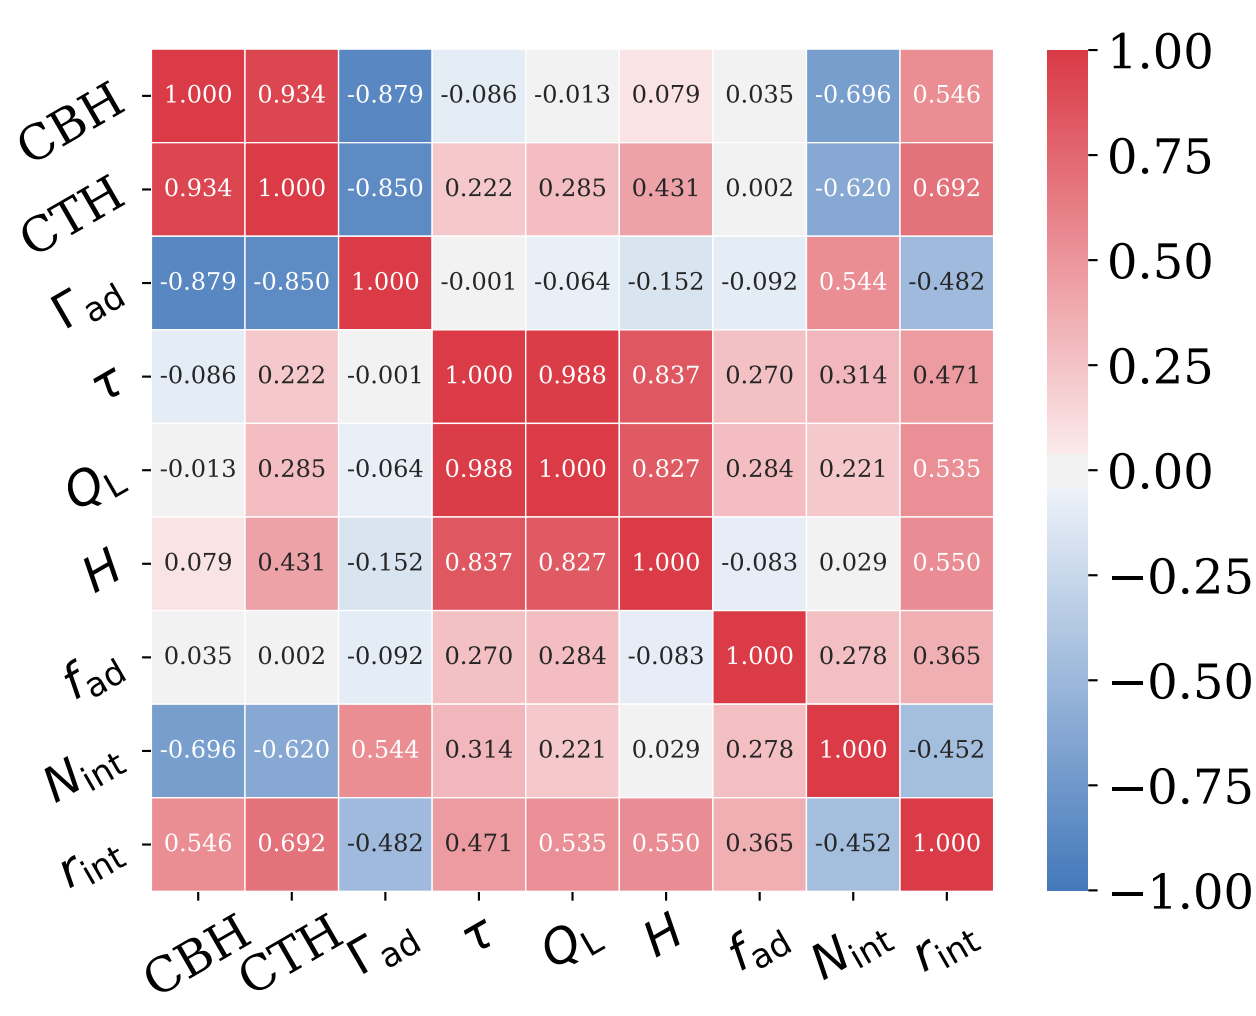 CBH 1.000 0.934 -0.879 -0.086 -0.013 0.079 0.035 -0.696 0.546
CTH 0.934 1.000 -0.850 0.222 0.285 0.431 0.002 -0.620 0.692
Γad -0.879 -0.850 1.000 -0.001 -0.064 -0.152 -0.092 0.544 -0.482
τ -0.086 0.222 -0.001 1.000 0.988 0.837 0.270 0.314 0.471
QL -0.013 0.285 -0.064 0.988 1.000 0.827 0.284 0.221 0.535
H 0.079 0.431 -0.152 0.837 0.827 1.000 -0.083 0.029 0.550
fad 0.035 0.002 -0.092 0.270 0.284 -0.083 1.000 0.278 0.365
Nint -0.696 -0.620 0.544 0.314 0.221 0.029 0.278 1.000 -0.452
rint 0.546 0.692 -0.482 0.471 0.535 0.550 0.365 -0.452 1.000
CBH CTH Γad τ QL H fad Nint rint
1.00
0.75
0.50
0.25
0.00
−0.25
−0.50
−0.75
−1.00